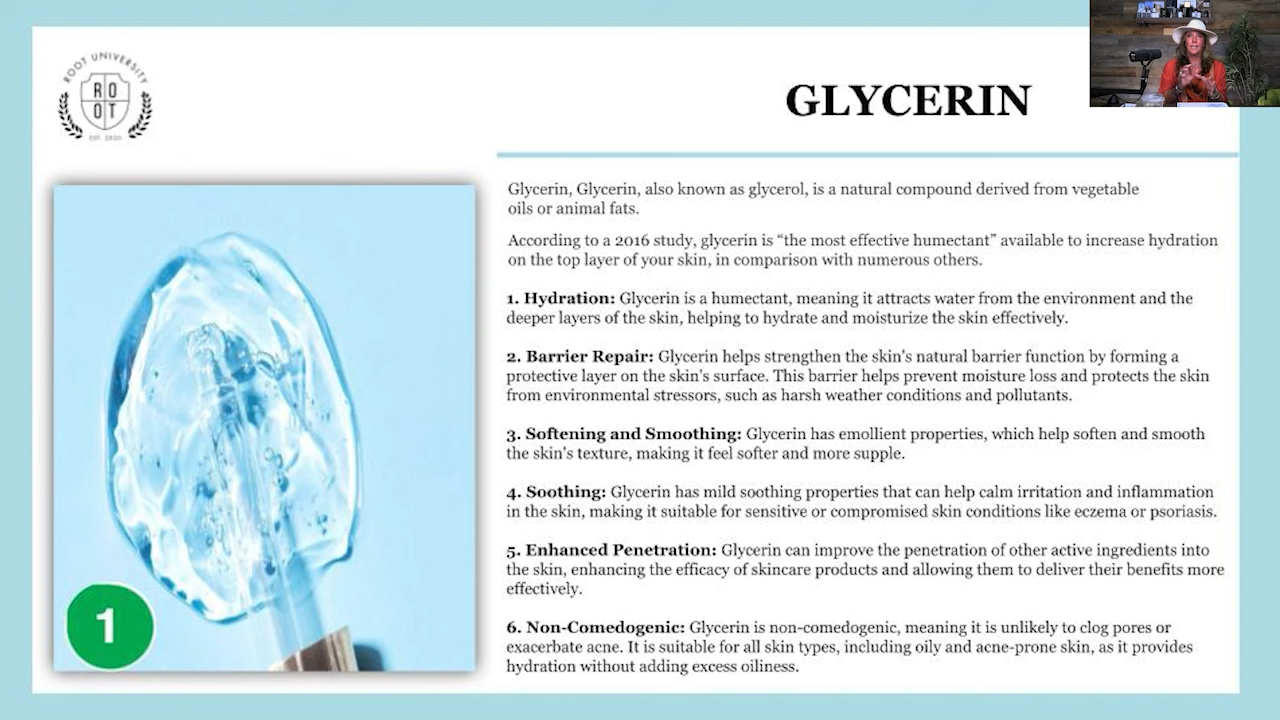 ROOT UNIVERSITY
RO
OT
GLYCERIN
Glycerin, Glycerin, also known as glycerol, is a natural compound derived from vegetable
oils or animal fats.
According to a 2016 study, glycerin is “the most effective humectant” available to increase hydration
on the top layer of your skin, in comparison with numerous others.
1. Hydration: Glycerin is a humectant, meaning it attracts water from the environment and the
deeper layers of the skin, helping to hydrate and moisturize the skin effectively.
2. Barrier Repair: Glycerin helps strengthen the skin's natural barrier function by forming a
protective layer on the skin's surface. This barrier helps prevent moisture loss and protects the skin
from environmental stressors, such as harsh weather conditions and pollutants.
3. Softening and Smoothing: Glycerin has emollient properties, which help soften and smooth
the skin's texture, making it feel softer and more supple.
4. Soothing: Glycerin has mild soothing properties that can help calm irritation and inflammation
in the skin, making it suitable for sensitive or compromised skin conditions like eczema or psoriasis.
5. Enhanced Penetration: Glycerin can improve the penetration of other active ingredients into
the skin, enhancing the efficacy of skincare products and allowing them to deliver their benefits more
effectively.
6. Non-Comedogenic: Glycerin is non-comedogenic, meaning it is unlikely to clog pores or
exacerbate acne. It is suitable for all skin types, including oily and acne-prone skin, as it provides
hydration without adding excess oiliness.
1